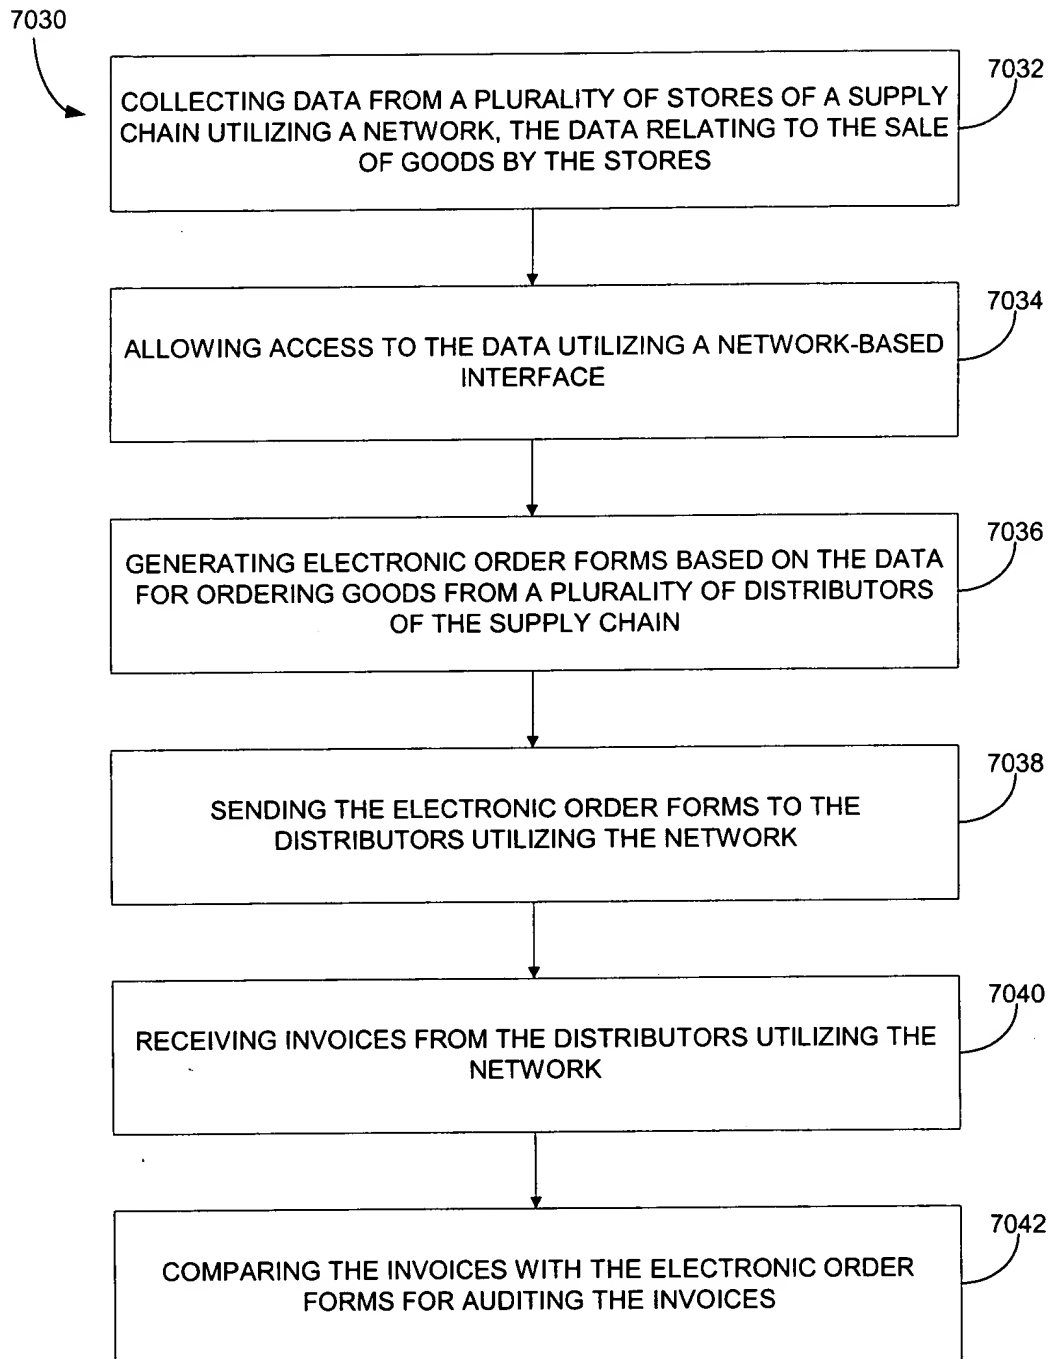 7030
7032
COLLECTING DATA FROM A PLURALITY OF STORES OF A SUPPLY
CHAIN UTILIZING A NETWORK, THE DATA RELATING TO THE SALE
OF GOODS BY THE STORES
7034
ALLOWING ACCESS TO THE DATA UTILIZING A NETWORK-BASED
INTERFACE
7036
GENERATING ELECTRONIC ORDER FORMS BASED ON THE DATA
FOR ORDERING GOODS FROM A PLURALITY OF DISTRIBUTORS
OF THE SUPPLY CHAIN
7038
SENDING THE ELECTRONIC ORDER FORMS TO THE
DISTRIBUTORS UTILIZING THE NETWORK
7040
RECEIVING INVOICES FROM THE DISTRIBUTORS UTILIZING THE
NETWORK
7042
COMPARING THE INVOICES WITH THE ELECTRONIC ORDER
FORMS FOR AUDITING THE INVOICES